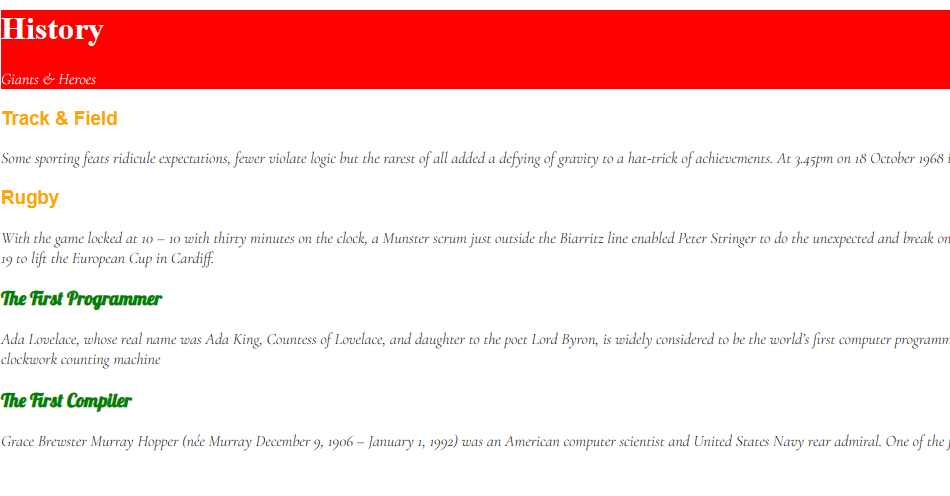 History
Giants & Heroes
Track & Field
Some sporting feats ridicule expectations, fewer violate logic but the rarest of all added a defying of gravity to a hat-trick of achievements. At 3.45pm on 18 October 1968
Rugby
With the game locked at 10 – 10 with thirty minutes on the clock, a Munster scrum just outside the Biarritz line enabled Peter Stringer to do the unexpected and break on
19 to lift the European Cup in Cardiff.
The First Programmer
Ada Lovelace, whose real name was Ada King, Countess of Lovelace, and daughter to the poet Lord Byron, is widely considered to be the world’s first computer
clockwork counting machine
The First Compiler
Grace Brewster Murray Hopper (née Murray December 9, 1906 – January 1, 1992) was an American computer scientist and United States Navy rear admiral. One of the